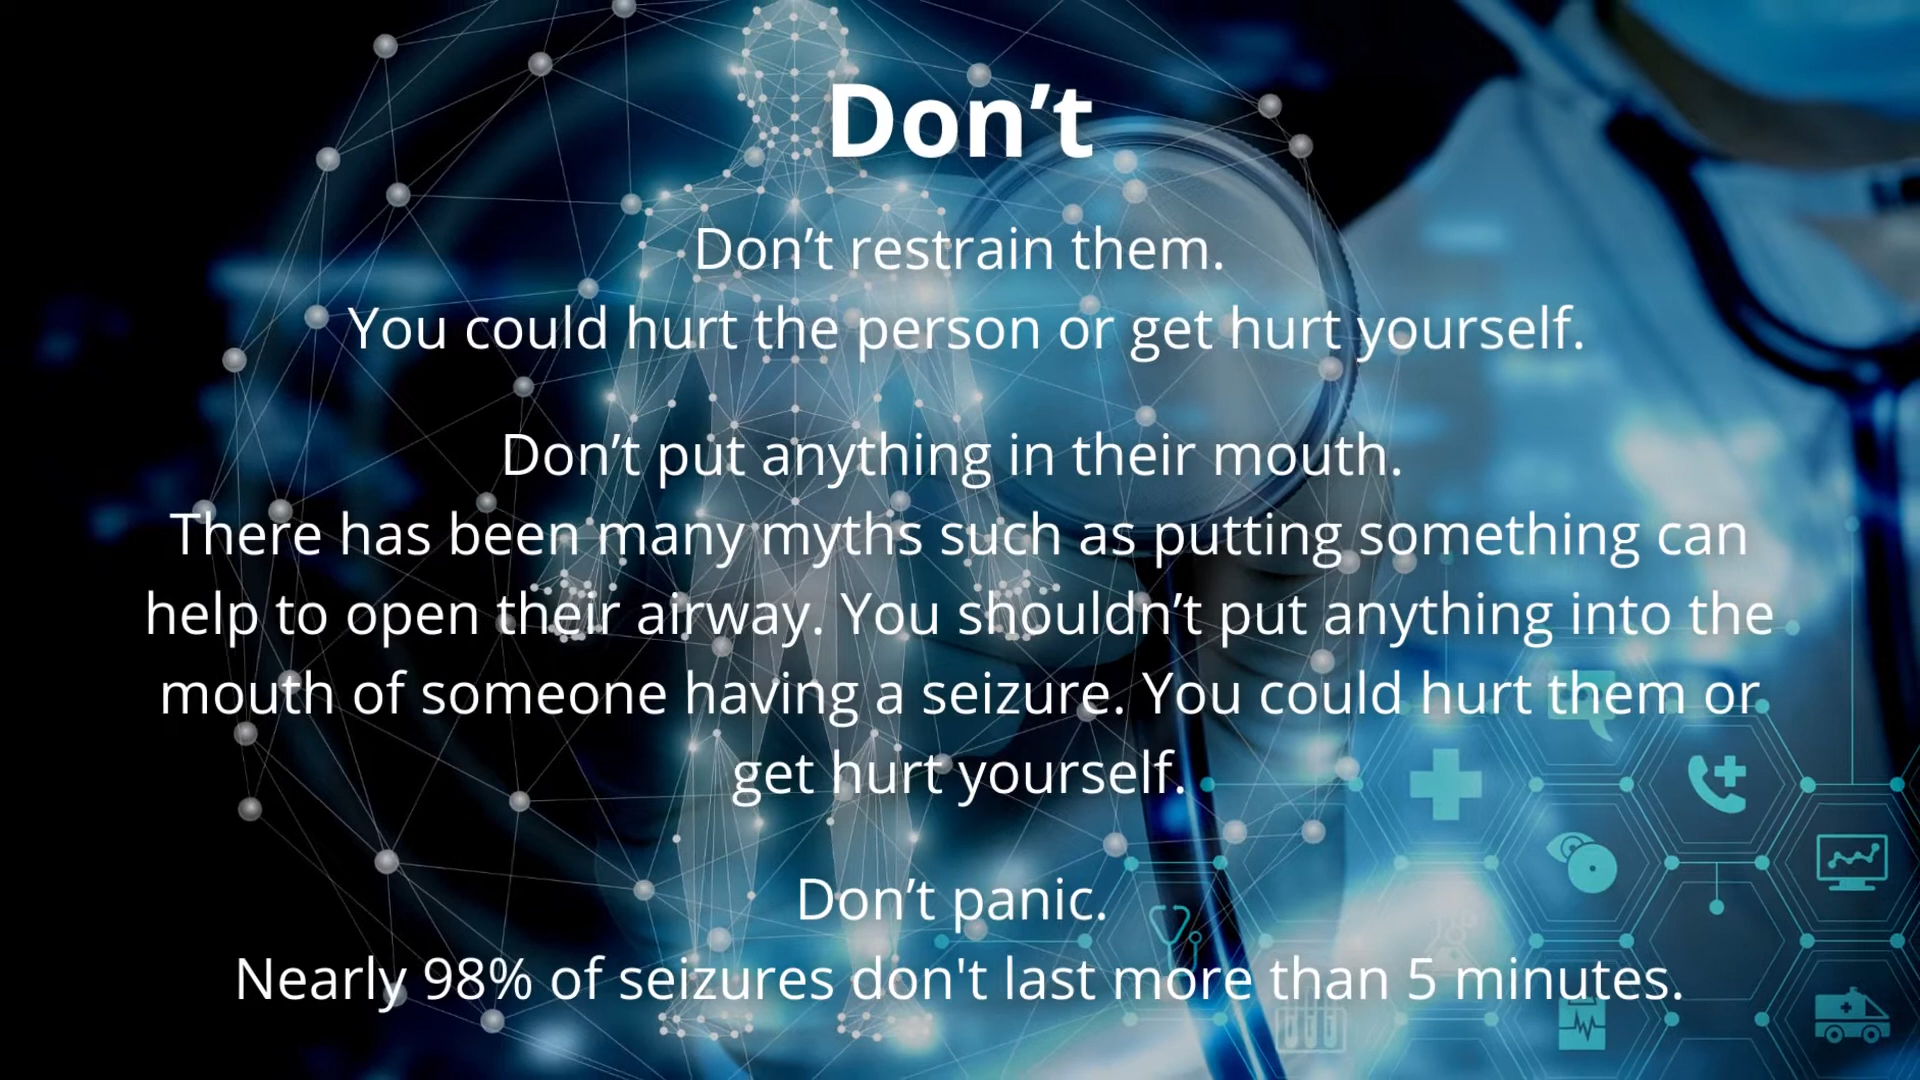 Don’t
Don’t restrain them.
You could hurt the person or get hurt yourself.
Don’t put anything in their mouth.
There has been many myths such as putting something can
help to open their airway. You shouldn’t put anything into the
mouth of someone having a seizure. You could hurt them or
get hurt yourself.
Don’t panic.
Nearly 98% of seizures don't last more than 5 minutes.